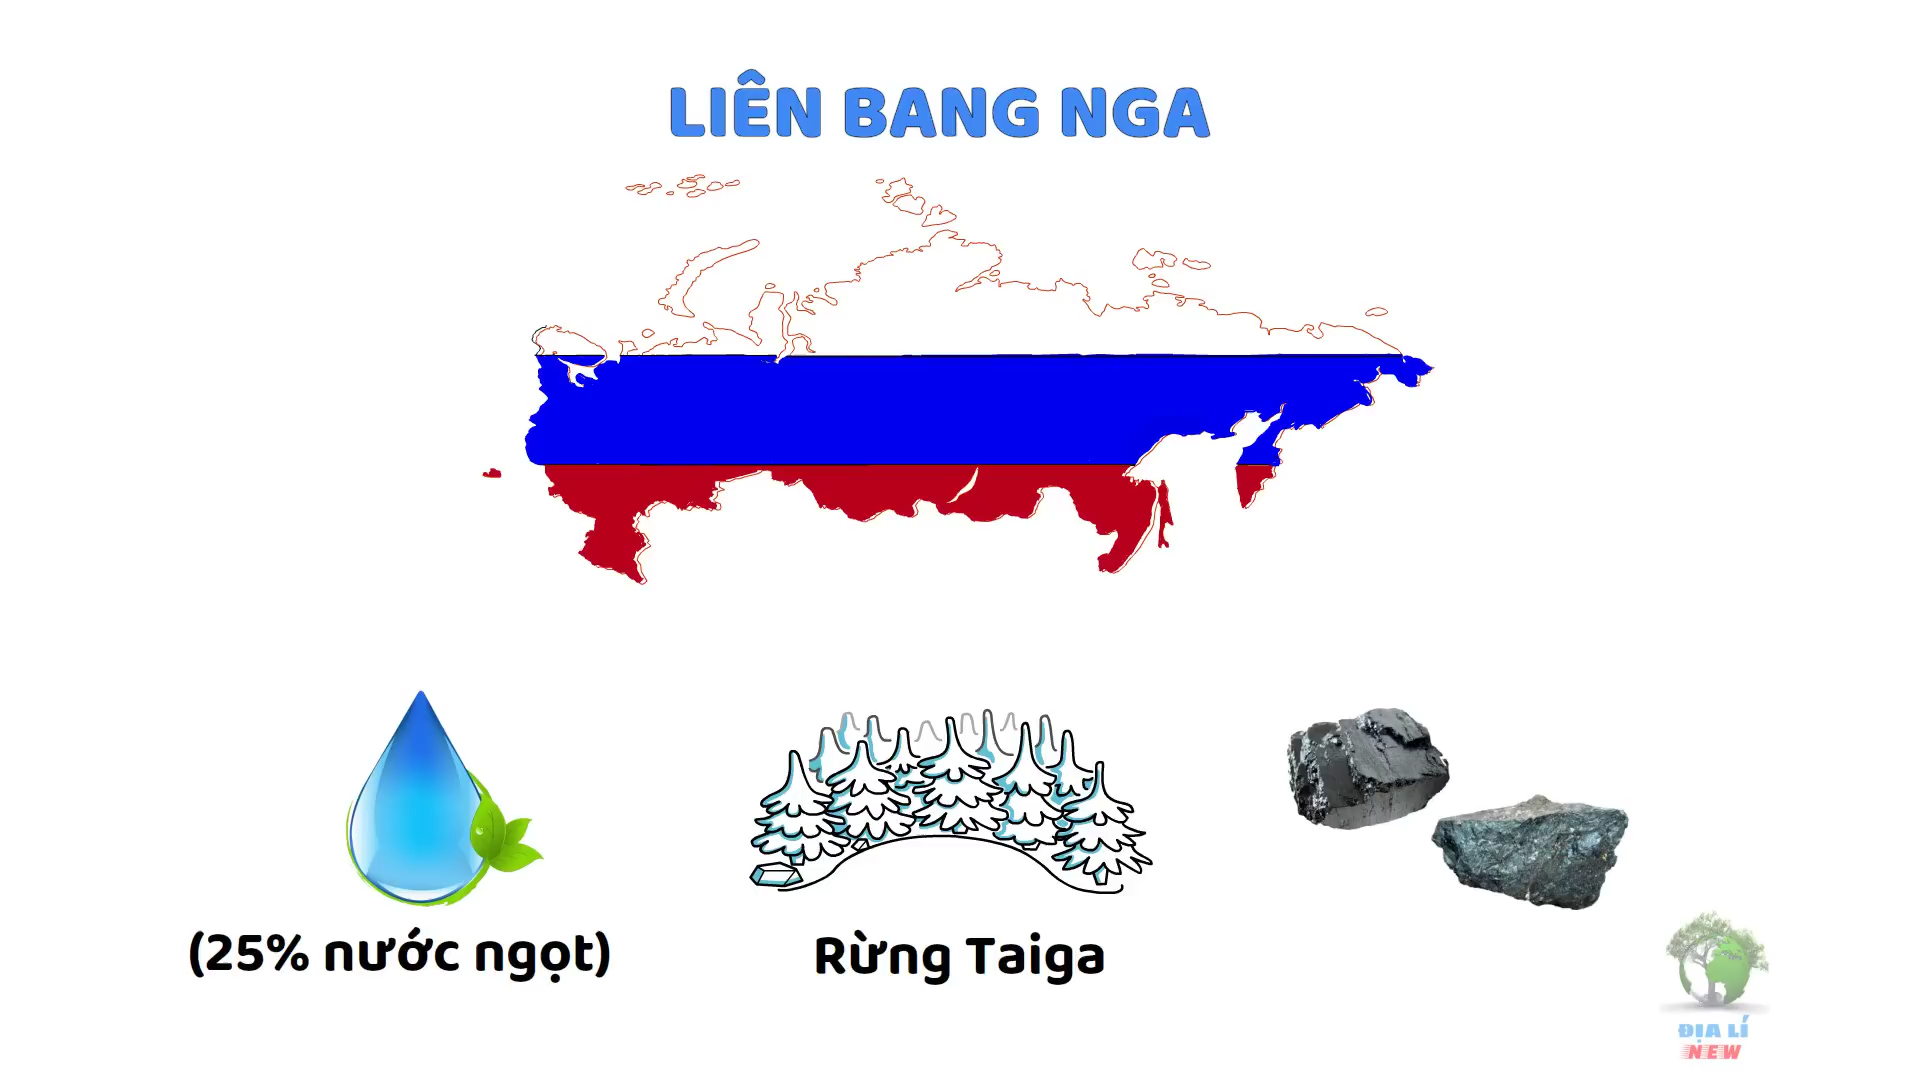 LIÊN BANG NGA
(25% nước ngọt)
Rừng Taiga
ĐỊA LÍ
NEW